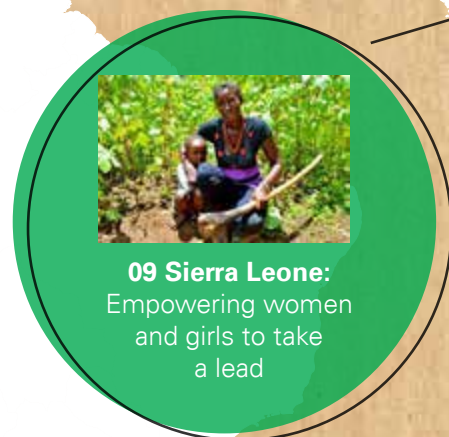 09 Sierra Leone:
Empowering women
and girls to take
a lead